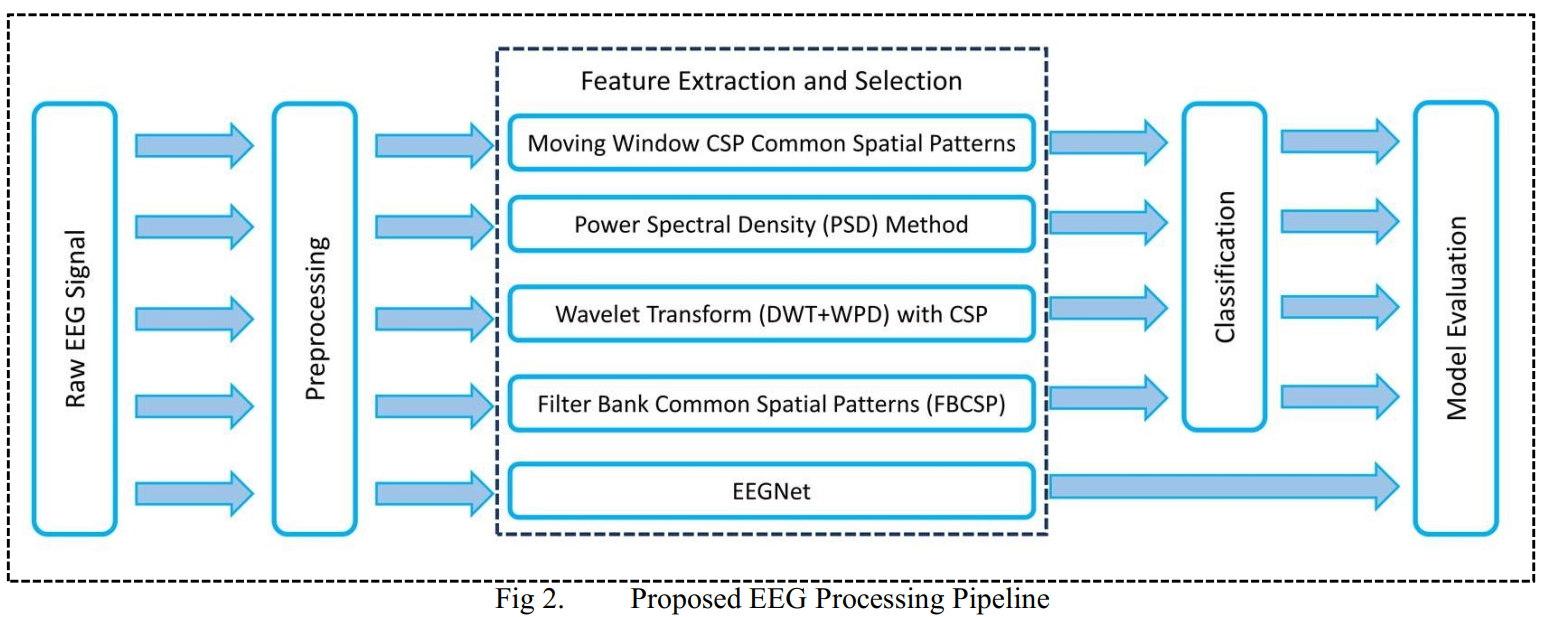 Raw EEG Signal
Preprocessing
Feature Extraction and Selection
Moving Window CSP Common Spatial Patterns
Power Spectral Density (PSD) Method
Wavelet Transform (DWT+WPD) with CSP
Filter Bank Common Spatial Patterns (FBCSP)
EEGNet
Classification
Model Evaluation
Fig 2. Proposed EEG Processing Pipeline